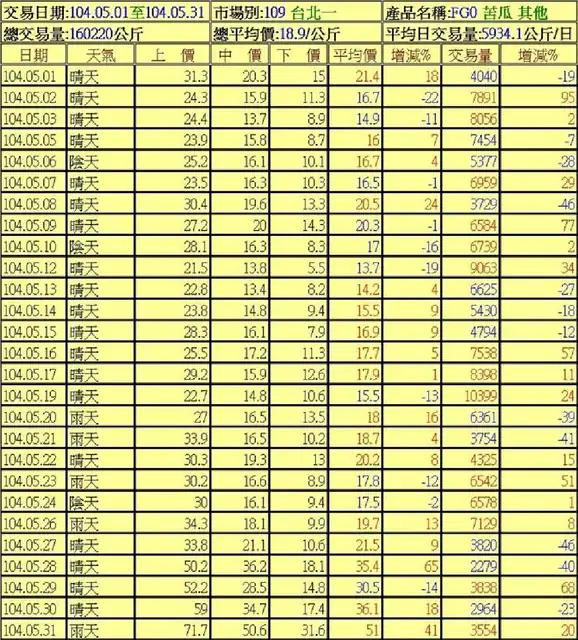 交易日期:104.05.01至104.05.31 市場別:109 台北一 產品名稱:FG0 苦瓜 其他
總交易量:160220公斤 總平均價:18.9/公斤 平均日交易量:5934.1公斤/日
日期 天氣 上 價 中 價 下 價 平均價 增減% 交易量 增減%
104.05.01 晴天 31.3 20.3 15 21.4 18 4040 -19
104.05.02 晴天 24.3 15.9 11.3 16.7 -22 7891 95
104.05.03 晴天 24.4 13.7 8.9 14.9 -11 8056 2
104.05.05 晴天 23.9 15.8 8.7 16 7 7454 -7
104.05.06 陰天 25.2 16.1 10.1 16.7 4 5377 -28
104.05.07 晴天 23.5 16.3 10.3 16.5 -1 6959 29
104.05.08 晴天 30.4 19.6 13.3 20.5 24 3729 -46
104.05.09 晴天 27.2 20 14.3 20.3 -1 6584 77
104.05.10 陰天 28.1 16.3 8.3 17 -16 6739 2
104.05.12 晴天 21.5 13.8 5.5 13.7 -19 9063 34
104.05.13 晴天 22.8 13.4 8.2 14.2 4 6625 -27
104.05.14 晴天 23.8 14.8 9.4 15.5 9 5430 -18
104.05.15 晴天 28.3 16.1 7.9 16.9 9 4794 -12
104.05.16 晴天 25.5 17.2 11.3 17.7 5 7538 57
104.05.17 晴天 29.2 15.9 12.6 17.9 1 8398 11
104.05.19 晴天 22.7 14.8 10.6 15.5 -13 10399 24
104.05.20 雨天 27 16.5 13.5 18 16 6361 -39
104.05.21 雨天 33.9 16.5 10.2 18.7 4 3754 -41
104.05.22 晴天 30.3 19.3 13 20.2 8 4325 15
104.05.23 雨天 30.2 16.6 8.9 17.8 -12 6542 51
104.05.24 陰天 30 16.1 9.4 17.5 -2 6578 1
104.05.26 雨天 34.3 18.1 9.9 19.7 13 7129 8
104.05.27 晴天 33.8 21.1 10.6 21.5 9 3820 -46
104.05.28 晴天 50.2 36.2 18.1 35.4 65 2279 -40
104.05.29 晴天 52.2 28.5 14.8 30.5 -14 3838 68
104.05.30 晴天 59 34.7 17.4 36.1 18 2964 -23
104.05.31 雨天 71.7 50.6 31.6 51 41 3554 20